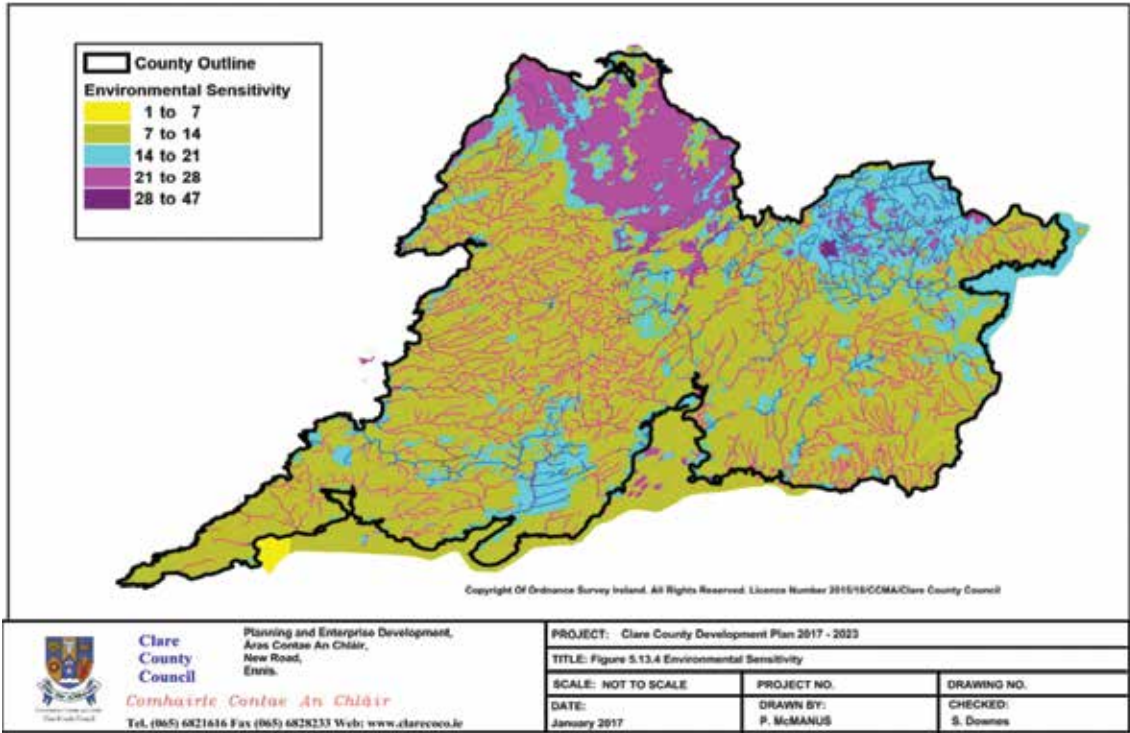 County Outline
Environmental Sensitivity
1 to 7
7 to 14
14 to 21
21 to 28
28 to 47
Copyright Of Ordnance Survey Ireland. All Rights Reserved. Licence Number 2015/16/CCMA/Clare County Council
Clare
County
Council
Planning and Enterprise Development,
Áras Contae An Chláir,
New Road,
Ennis.
Comhairle Contae An Chláir
Tel. (065) 6821616 Fax (065) 6828233 Web: www.clarecoco.ie
PROJECT: Clare County Development Plan 2017 - 2023
TITLE: Figure 5.13.4 Environmental Sensitivity
SCALE: NOT TO SCALE
PROJECT NO.
DRAWING NO.
DATE:
January 2017
DRAWN BY:
P. McMANUS
CHECKED:
S. Downes